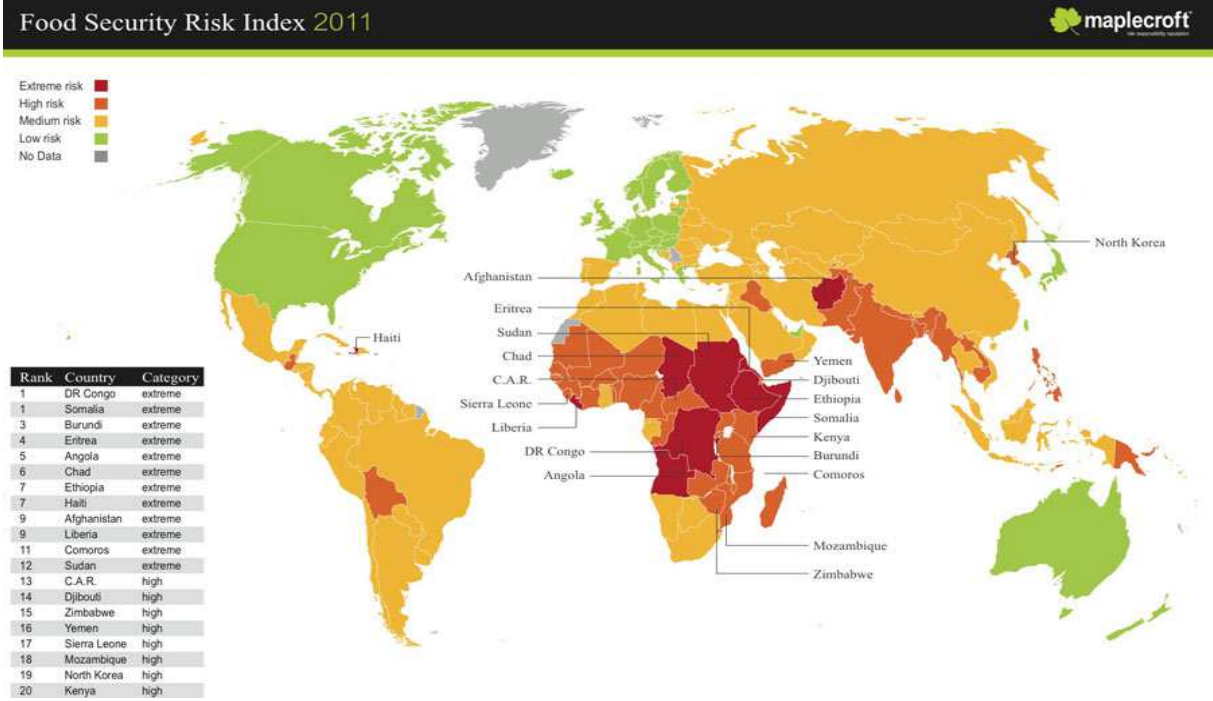 Food Security Risk Index 2011
maplecroft
risk responsibility reputation
Extreme risk
High risk
Medium risk
Low risk
No Data
North Korea
Afghanistan
Eritrea
Sudan
Haiti
Chad
Yemen
C.A.R.
Djibouti
Ethiopia
Sierra Leone
Somalia
Liberia
Kenya
DR Congo
Burundi
Angola
Comoros
Mozambique
Zimbabwe
Rank Country Category
1 DR Congo extreme
1 Somalia extreme
3 Burundi extreme
4 Eritrea extreme
5 Angola extreme
6 Chad extreme
7 Ethiopia extreme
7 Haiti extreme
9 Afghanistan extreme
9 Liberia extreme
11 Comoros extreme
12 Sudan extreme
13 C.A.R. high
14 Djibouti high
15 Zimbabwe high
16 Yemen high
17 Sierra Leone high
18 Mozambique high
19 North Korea high
20 Kenya high